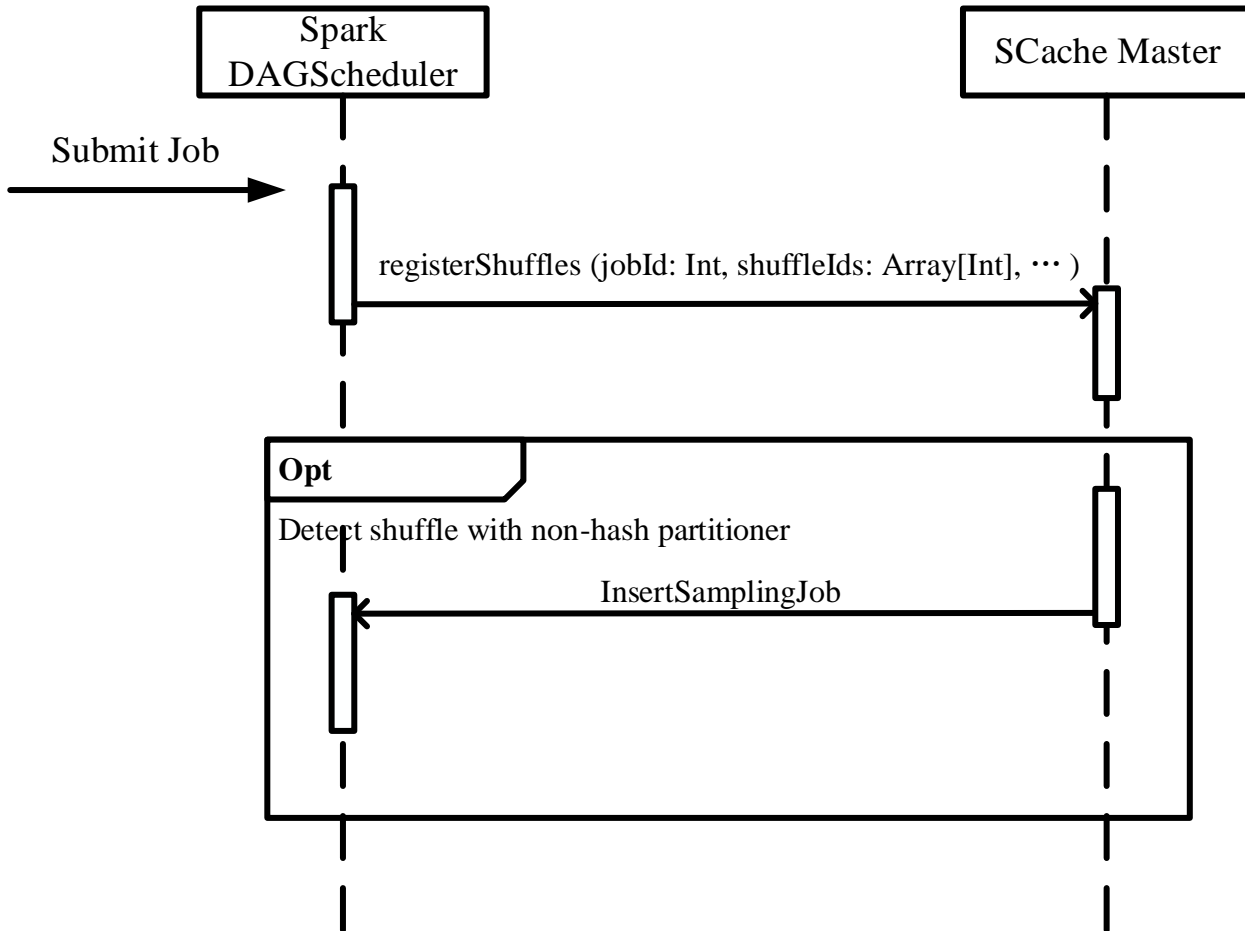 Spark
DAGScheduler
SCache Master
Submit Job
registerShuffles (jobId: Int, shuffleIds: Array[Int], ··· )
Opt
Detect shuffle with non-hash partitioner
InsertSamplingJob